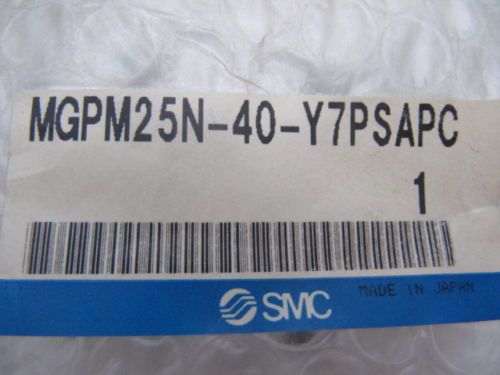 MGPM25N-40-Y7PSAPC
1
SMC
MADE IN JAPAN